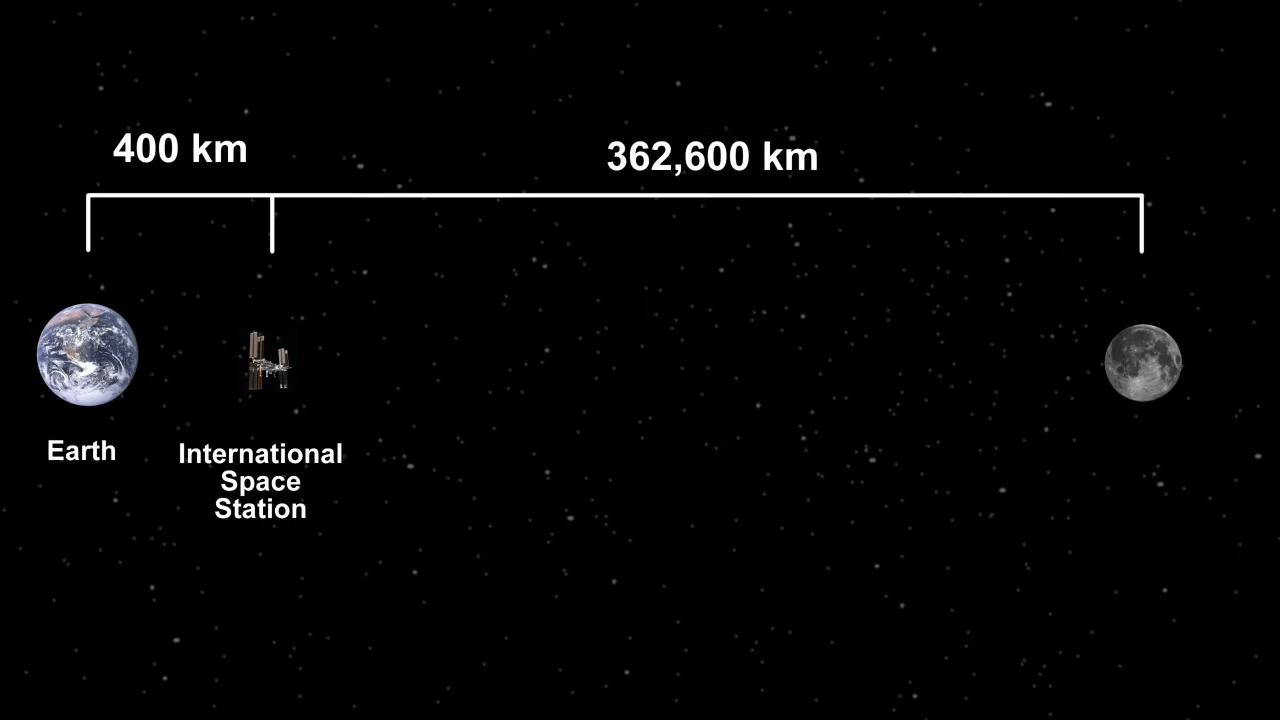 400 km
362,600 km
Earth
International
Space
Station